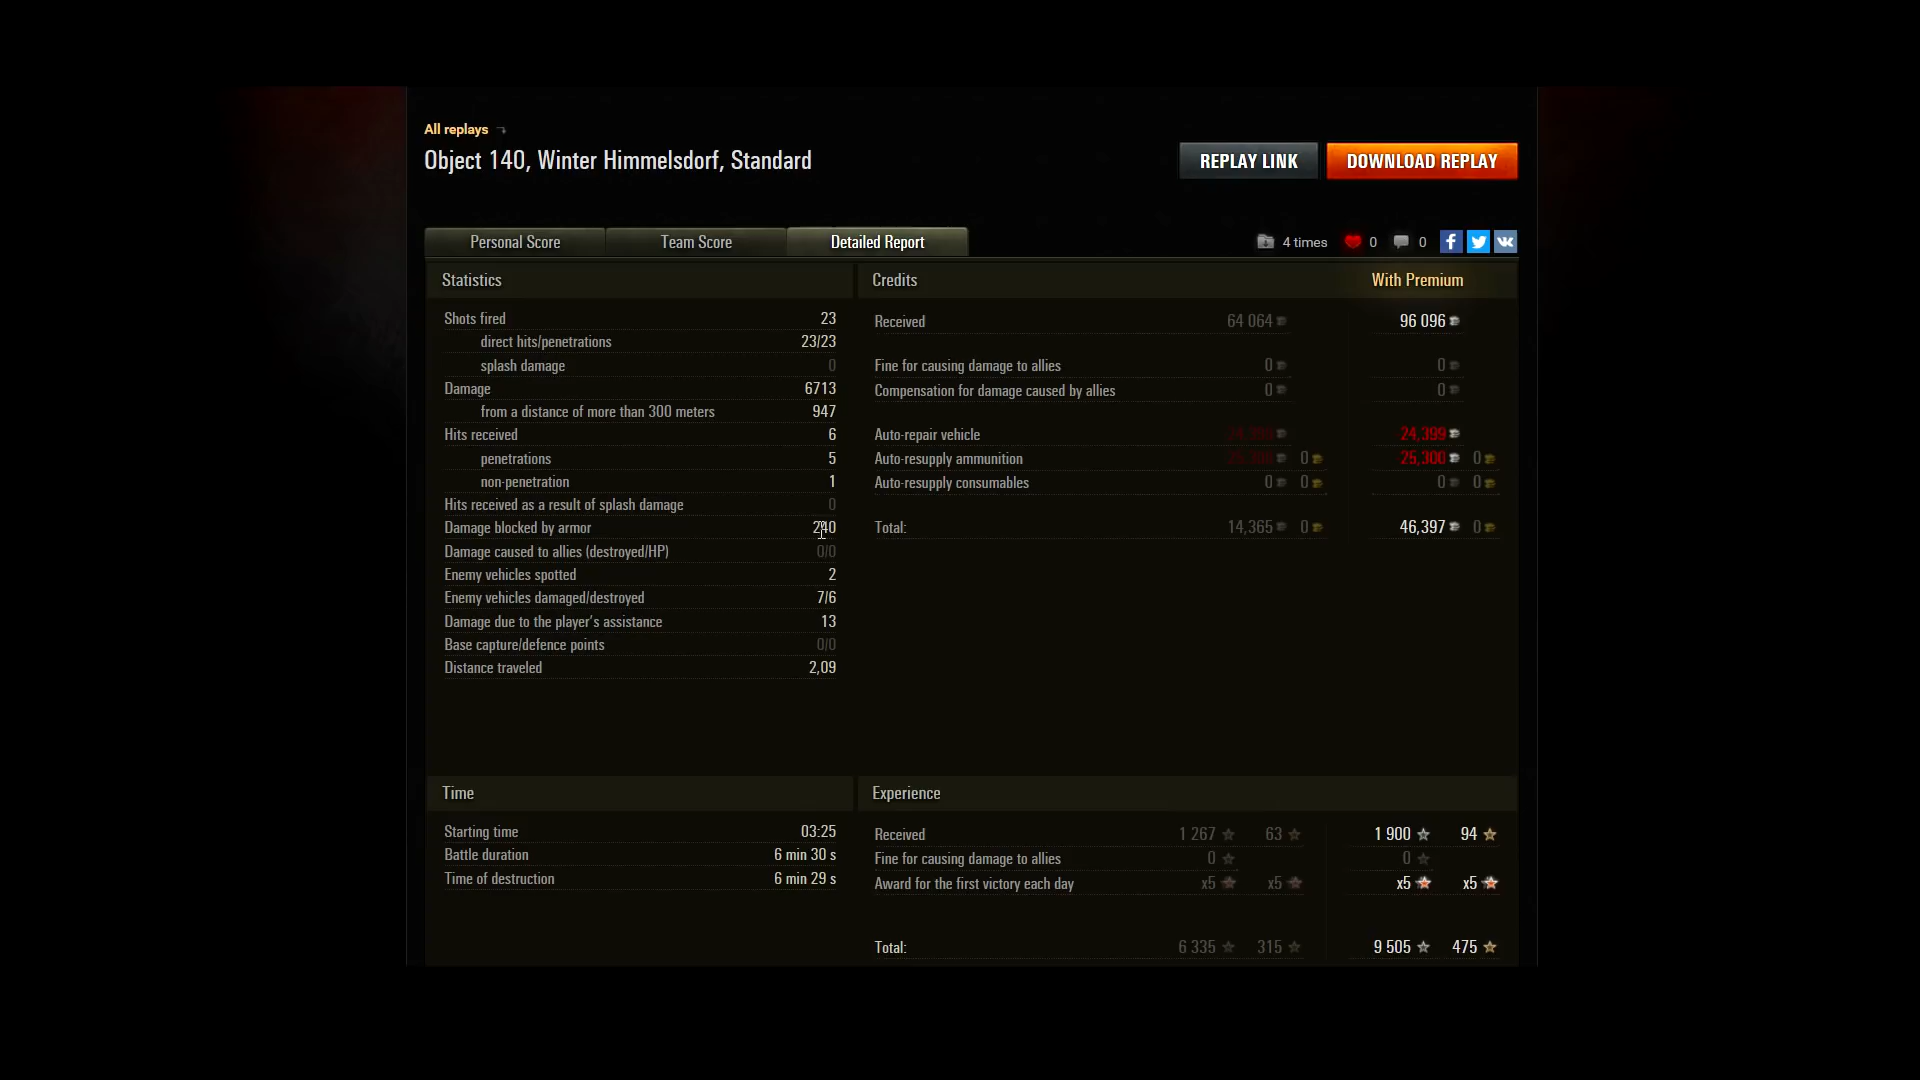 All replays
Object 140, Winter Himmelsdorf, Standard
REPLAY LINK
DOWNLOAD REPLAY
Personal Score
Team Score
Detailed Report
4 times
0
0
Statistics
Shots fired 23
direct hits/penetrations 23/23
splash damage 0
Damage 6713
from a distance of more than 300 meters 947
Hits received 6
penetrations 5
non-penetration 1
Hits received as a result of splash damage 0
Damage blocked by armor 240
Damage caused to allies (destroyed/HP) 0/0
Enemy vehicles spotted 2
Enemy vehicles damaged/destroyed 7/6
Damage due to the player's assistance 13
Base capture/defence points 0/0
Distance traveled 2,09
Credits With Premium
Received 64 064 96 096
Fine for causing damage to allies 0 0
Compensation for damage caused by allies 0 0
Auto-repair vehicle 24,399
Auto-resupply ammunition 0 -25,300 0
Auto-resupply consumables 0 0 0 0
Total: 14,365 0 46,397 0
Time
Starting time 03:25
Battle duration 6 min 30 s
Time of destruction 6 min 29 s
Experience
Received 1 267 63 1 900 94
Fine for causing damage to allies 0 0
Award for the first victory each day x5 x5 x5 x5
Total: 6 335 315 9 505 475